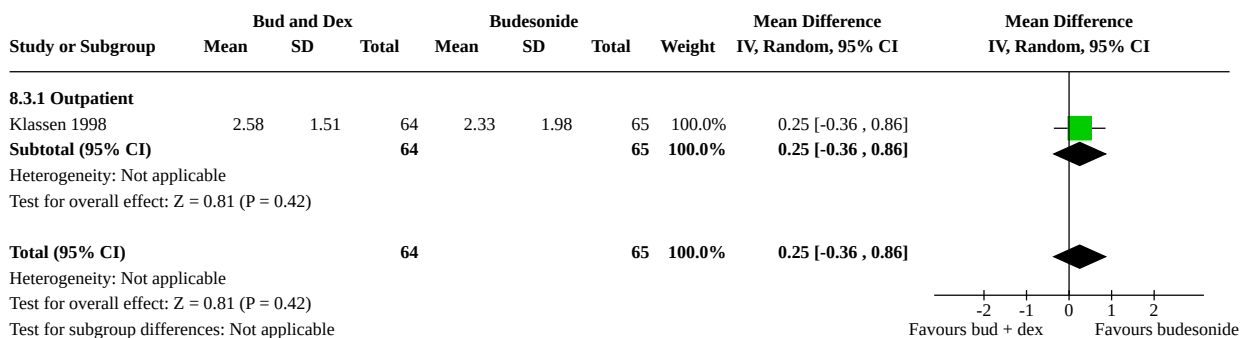 Bud and Dex Budesonide Mean Difference Mean Difference
Study or Subgroup Mean SD Total Mean SD Total Weight IV, Random, 95% CI IV, Random, 95% CI
8.3.1 Outpatient
Klassen 1998 2.58 1.51 64 2.33 1.98 65 100.0% 0.25 [-0.36 , 0.86]
Subtotal (95% CI) 64 65 100.0% 0.25 [-0.36 , 0.86]
Heterogeneity: Not applicable
Test for overall effect: Z = 0.81 (P = 0.42)
Total (95% CI) 64 65 100.0% 0.25 [-0.36 , 0.86]
Heterogeneity: Not applicable
Test for overall effect: Z = 0.81 (P = 0.42)
-2 -1 0 1 2
Test for subgroup differences: Not applicable Favours bud + dex Favours budesonide